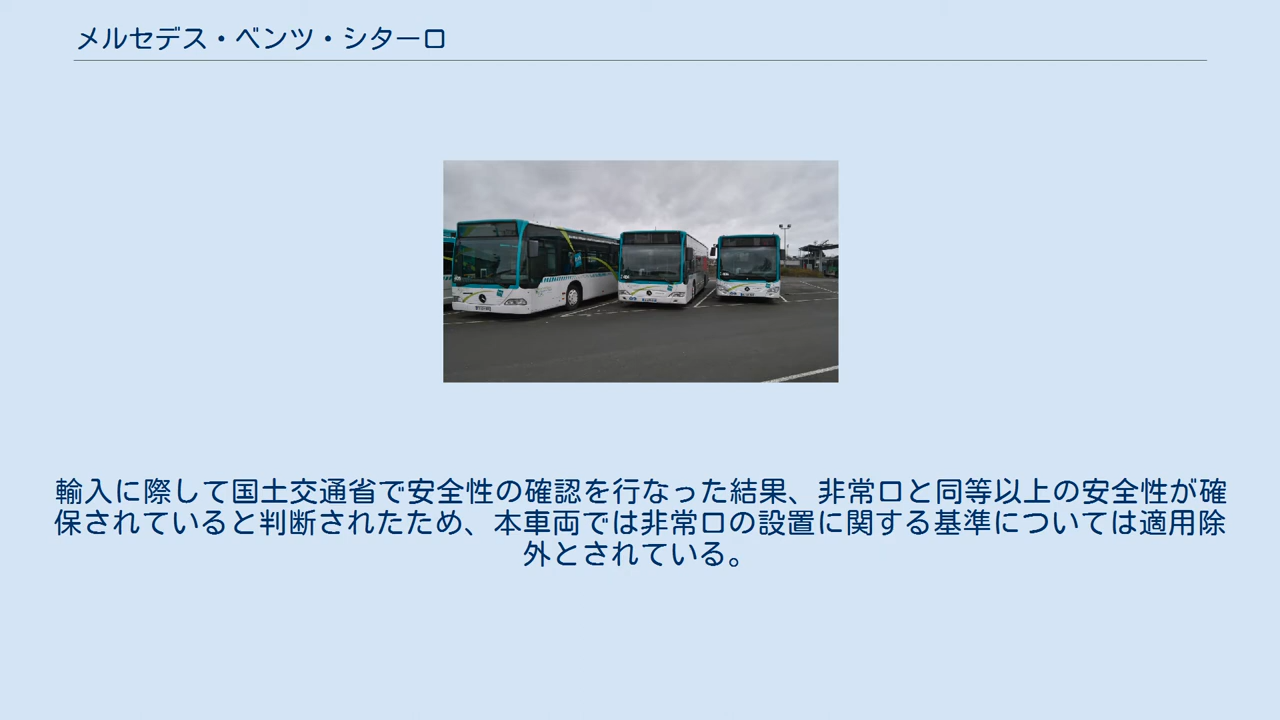 メルセデス・ベンツ・シターロ
輸入に際して国土交通省で安全性の確認を行なった結果、非常口と同等以上の安全性が確
保されていると判断されたため、本車両では非常口の設置に関する基準については適用除
外とされている。